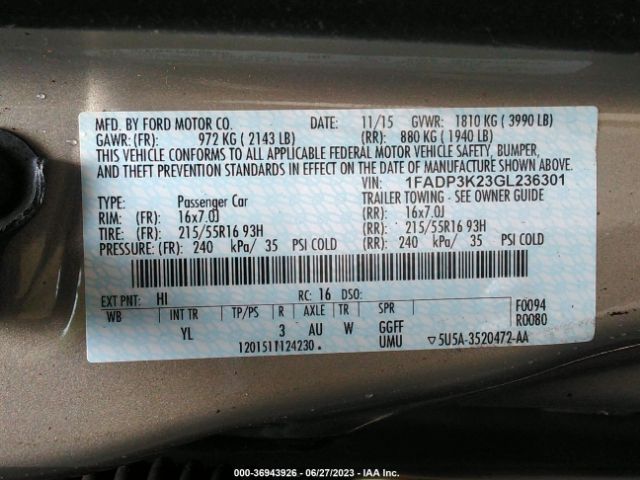 MFD. BY FORD MOTOR CO. DATE: 11/15 GVWR: 1810 KG ( 3990 LB)
GAWR: (FR): 972 KG ( 2143 LB) (RR): 880 KG ( 1940 LB)
THIS VEHICLE CONFORMS TO ALL APPLICABLE FEDERAL MOTOR VEHICLE SAFETY, BUMPER,
AND THEFT PREVENTION STANDARDS IN EFFECT ON THE DATE OF MANUFACTURE SHOWN ABOVE.
VIN: 1FADP3K23GL236301
TYPE: Passenger Car TRAILER TOWING - SEE OWNER GUIDE
RIM: (FR): 16x7.0J (RR): 16x7.0J
TIRE: (FR): 215/55R16 93H (RR): 215/55R16 93H
PRESSURE: (FR): 240 kPa/ 35 PSI COLD (RR): 240 kPa/ 35 PSI COLD
EXT PNT: HI RC: 16 DSO:
WB INT TR TP/PS R AXLE TR SPR F0094
YL 3 AU W GGFF R0080
1201511124230 UMU ▽5U5A-3520472-AA
000-36943926 - 06/27/2023 - IAA Inc.